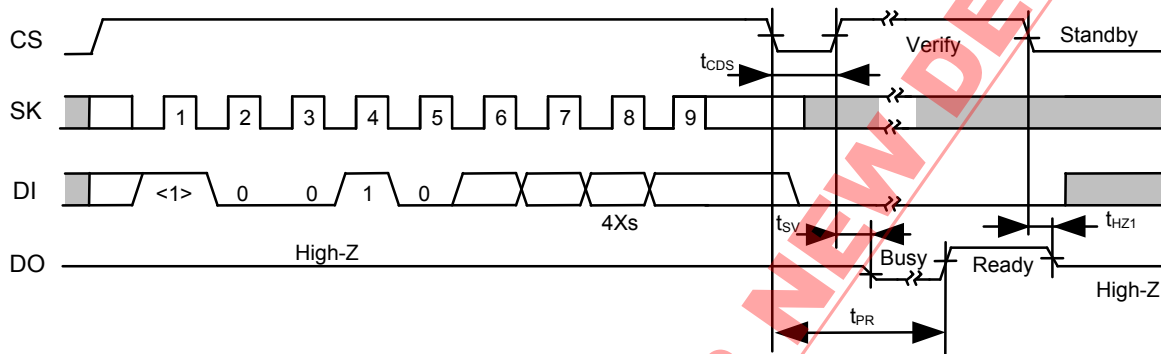 CS
Verify
Standby
tCDS
SK
1 2 3 4 5 6 7 8 9
DI
<1> 0 0 1 0
4Xs
tSV
tHZ1
DO
High-Z
Busy
Ready
High-Z
tPR
NEW DE